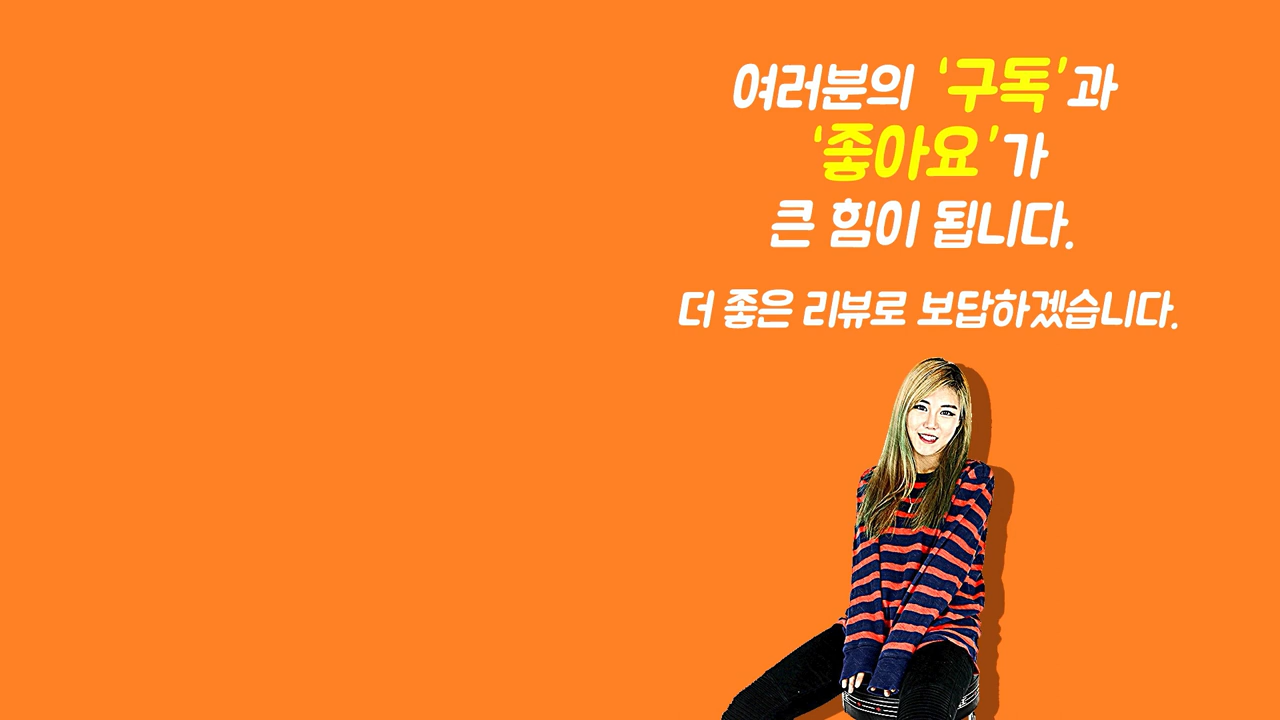 여러분의 ‘구독’과
‘좋아요’가
큰 힘이 됩니다.
더 좋은 리뷰로 보답하겠습니다.